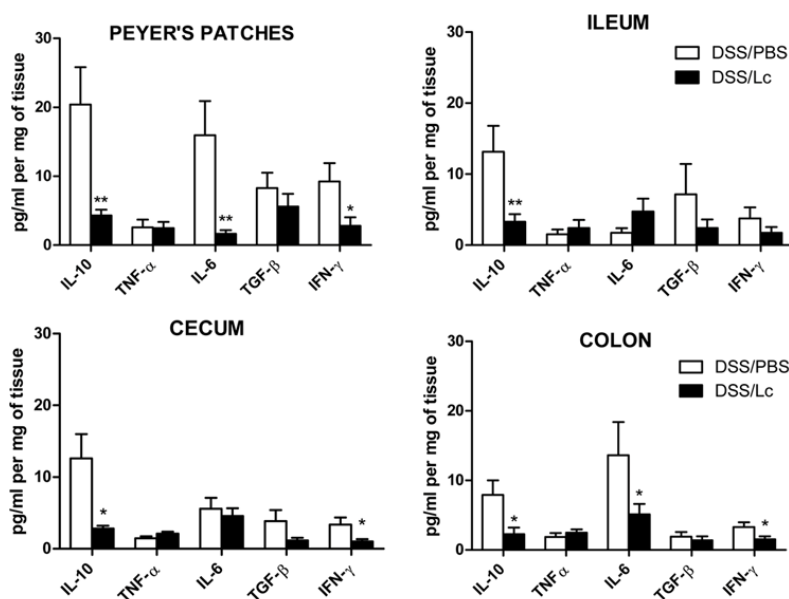 PEYER'S PATCHES
pg/ml per mg of tissue
30
20
10
0
** ** *
IL-10 TNF-α IL-6 TGF-β IFN-γ
ILEUM
DSS/PBS
DSS/Lc
pg/ml per mg of tissue
30
20
10
0
**
IL-10 TNF-α IL-6 TGF-β IFN-γ
CECUM
pg/ml per mg of tissue
30
20
10
0
* *
IL-10 TNF-α IL-6 TGF-β IFN-γ
COLON
DSS/PBS
DSS/Lc
pg/ml per mg of tissue
30
20
10
0
* * *
IL-10 TNFα IL-6 TGF-β IFN-γ